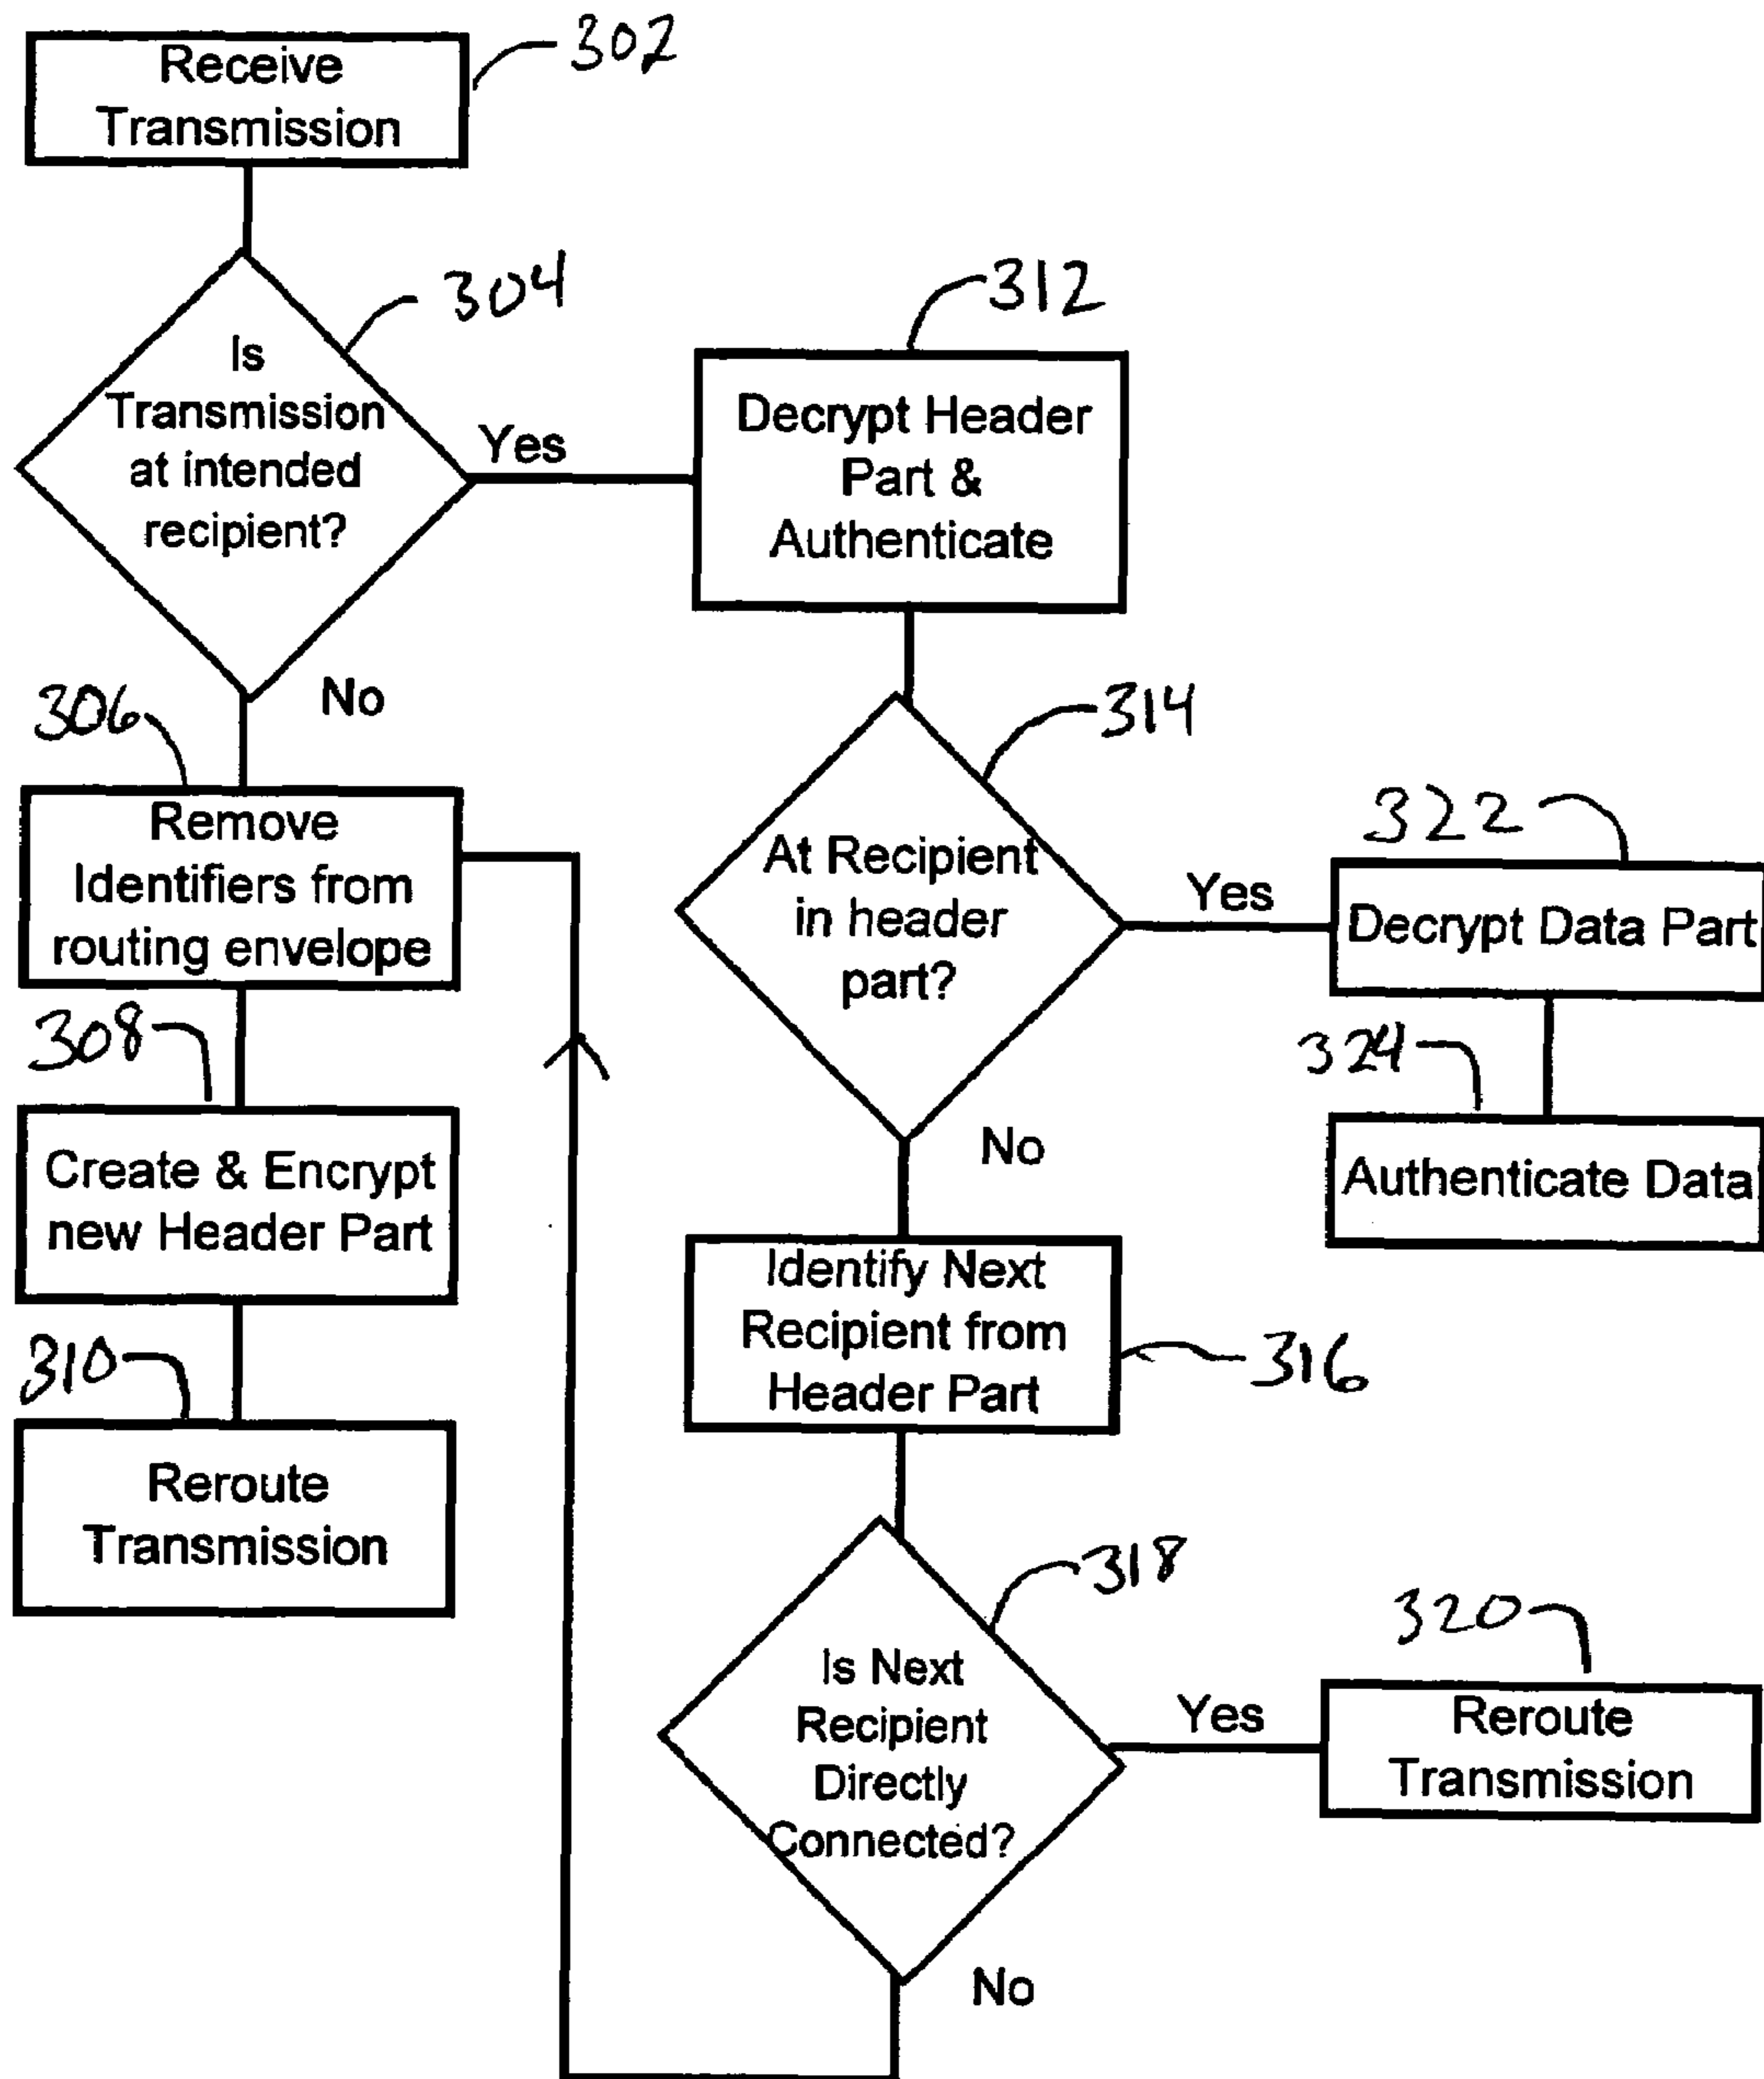 302
Receive
Transmission
304
Is
Transmission
at intended
recipient?
Yes
No
312
Decrypt Header
Part &
Authenticate
306
Remove
Identifiers from
routing envelope
308
Create & Encrypt
new Header Part
310
Reroute
Transmission
314
At Recipient
in header
part?
Yes
No
322
Decrypt Data Part
324
Authenticate Data
Identify Next
Recipient from
Header Part
316
318
Is Next
Recipient
Directly
Connected?
Yes
No
320
Reroute
Transmission